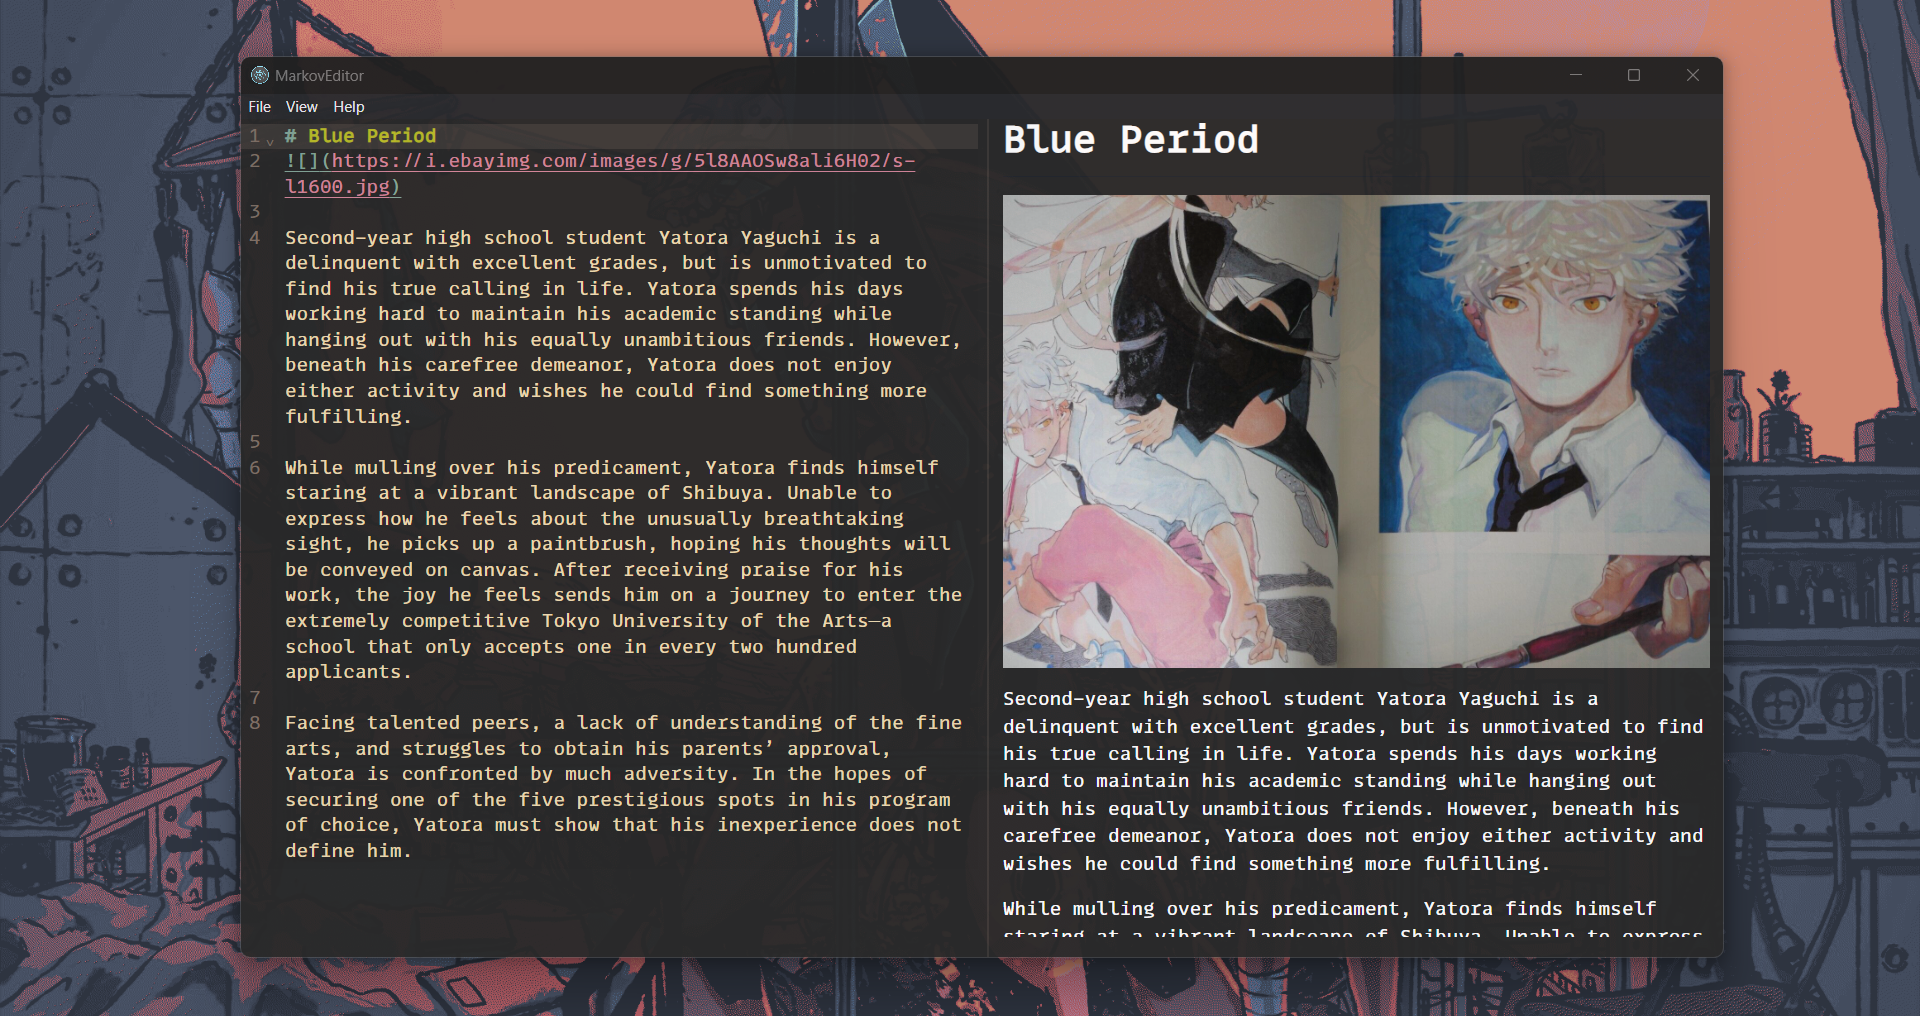 MarkovEditor
File View Help
1 # Blue Period
2 ![](https://i.ebayimg.com/images/g/5l8AAOSw8ali6H02/s-
l1600.jpg)
3
4 Second-year high school student Yatora Yaguchi is a
delinquent with excellent grades, but is unmotivated to
find his true calling in life. Yatora spends his days
working hard to maintain his academic standing while
hanging out with his equally unambitious friends. However,
beneath his carefree demeanor, Yatora does not enjoy
either activity and wishes he could find something more
fulfilling.
5
6 While mulling over his predicament, Yatora finds himself
staring at a vibrant landscape of Shibuya. Unable to
express how he feels about the unusually breathtaking
sight, he picks up a paintbrush, hoping his thoughts will
be conveyed on canvas. After receiving praise for his
work, the joy he feels sends him on a journey to enter the
extremely competitive Tokyo University of the Arts—a
school that only accepts one in every two hundred
applicants.
7
8 Facing talented peers, a lack of understanding of the fine
arts, and struggles to obtain his parents’ approval,
Yatora is confronted by much adversity. In the hopes of
securing one of the five prestigious spots in his program
of choice, Yatora must show that his inexperience does not
define him.
Blue Period
Second-year high school student Yatora Yaguchi is a
delinquent with excellent grades, but is unmotivated to find
his true calling in life. Yatora spends his days working
hard to maintain his academic standing while hanging out
with his equally unambitious friends. However, beneath his
carefree demeanor, Yatora does not enjoy either activity and
wishes he could find something more fulfilling.
While mulling over his predicament, Yatora finds himself
staring at a vibrant landscape of Shibuya. Unable to express